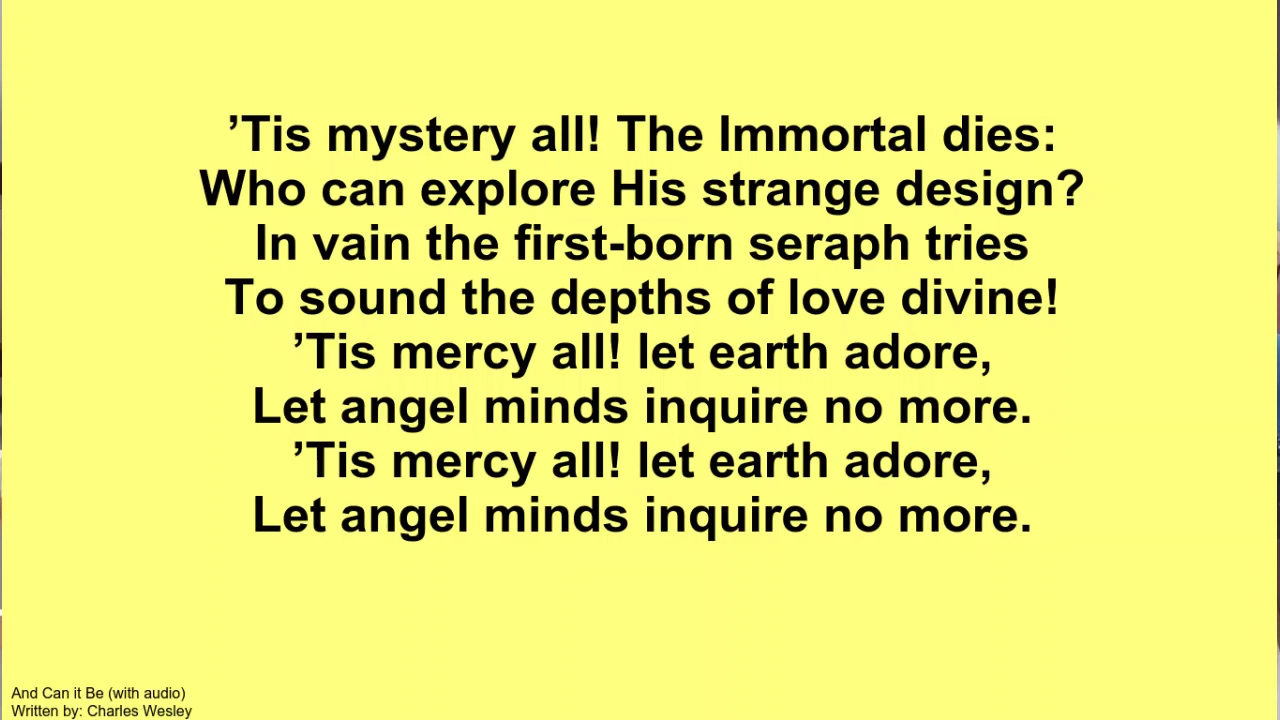 ’Tis mystery all! The Immortal dies:
Who can explore His strange design?
In vain the first-born seraph tries
To sound the depths of love divine!
’Tis mercy all! let earth adore,
Let angel minds inquire no more.
’Tis mercy all! let earth adore,
Let angel minds inquire no more.
And Can it Be (with audio)
Written by: Charles Wesley